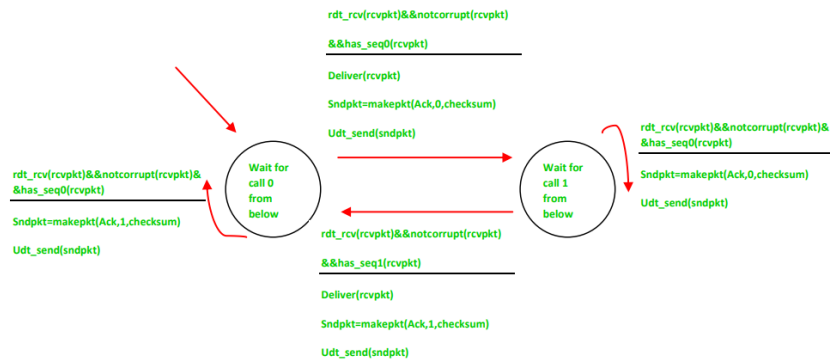 rdt_rcv(rcvpkt)&&notcorrupt(rcvpkt)
&&has_seq0(rcvpkt)
Deliver(rcvpkt)
Sndpkt=makepkt(Ack,0,checksum)
Udt_send(sndpkt)
Wait for
call 0
from
below
Wait for
call 1
from
below
rdt_rcv(rcvpkt)&&notcorrupt(rcvpkt)&
&has_seq0(rcvpkt)
Sndpkt=makepkt(Ack,0,checksum)
Udt_send(sndpkt)
rdt_rcv(rcvpkt)&&notcorrupt(rcvpkt)&
&has_seq0(rcvpkt)
Sndpkt=makepkt(Ack,1,checksum)
Udt_send(sndpkt)
rdt_rcv(rcvpkt)&&notcorrupt(rcvpkt)
&&has_seq1(rcvpkt)
Deliver(rcvpkt)
Sndpkt=makepkt(Ack,1,checksum)
Udt_send(sndpkt)